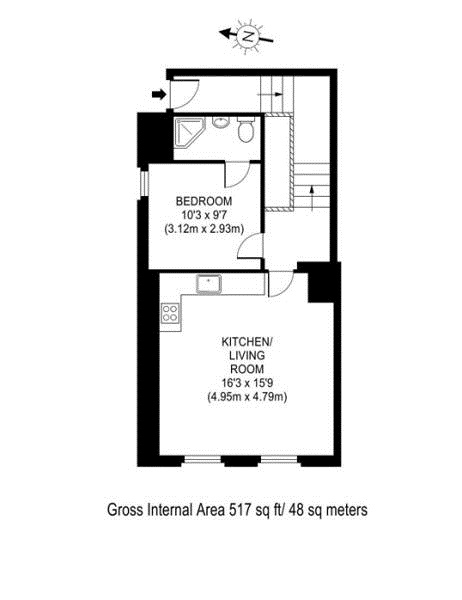 N
BEDROOM
10'3 x 9'7
(3.12m x 2.93m)
KITCHEN/
LIVING
ROOM
16'3 x 15'9
(4.95m x 4.79m)
Gross Internal Area 517 sq ft/ 48 sq meters